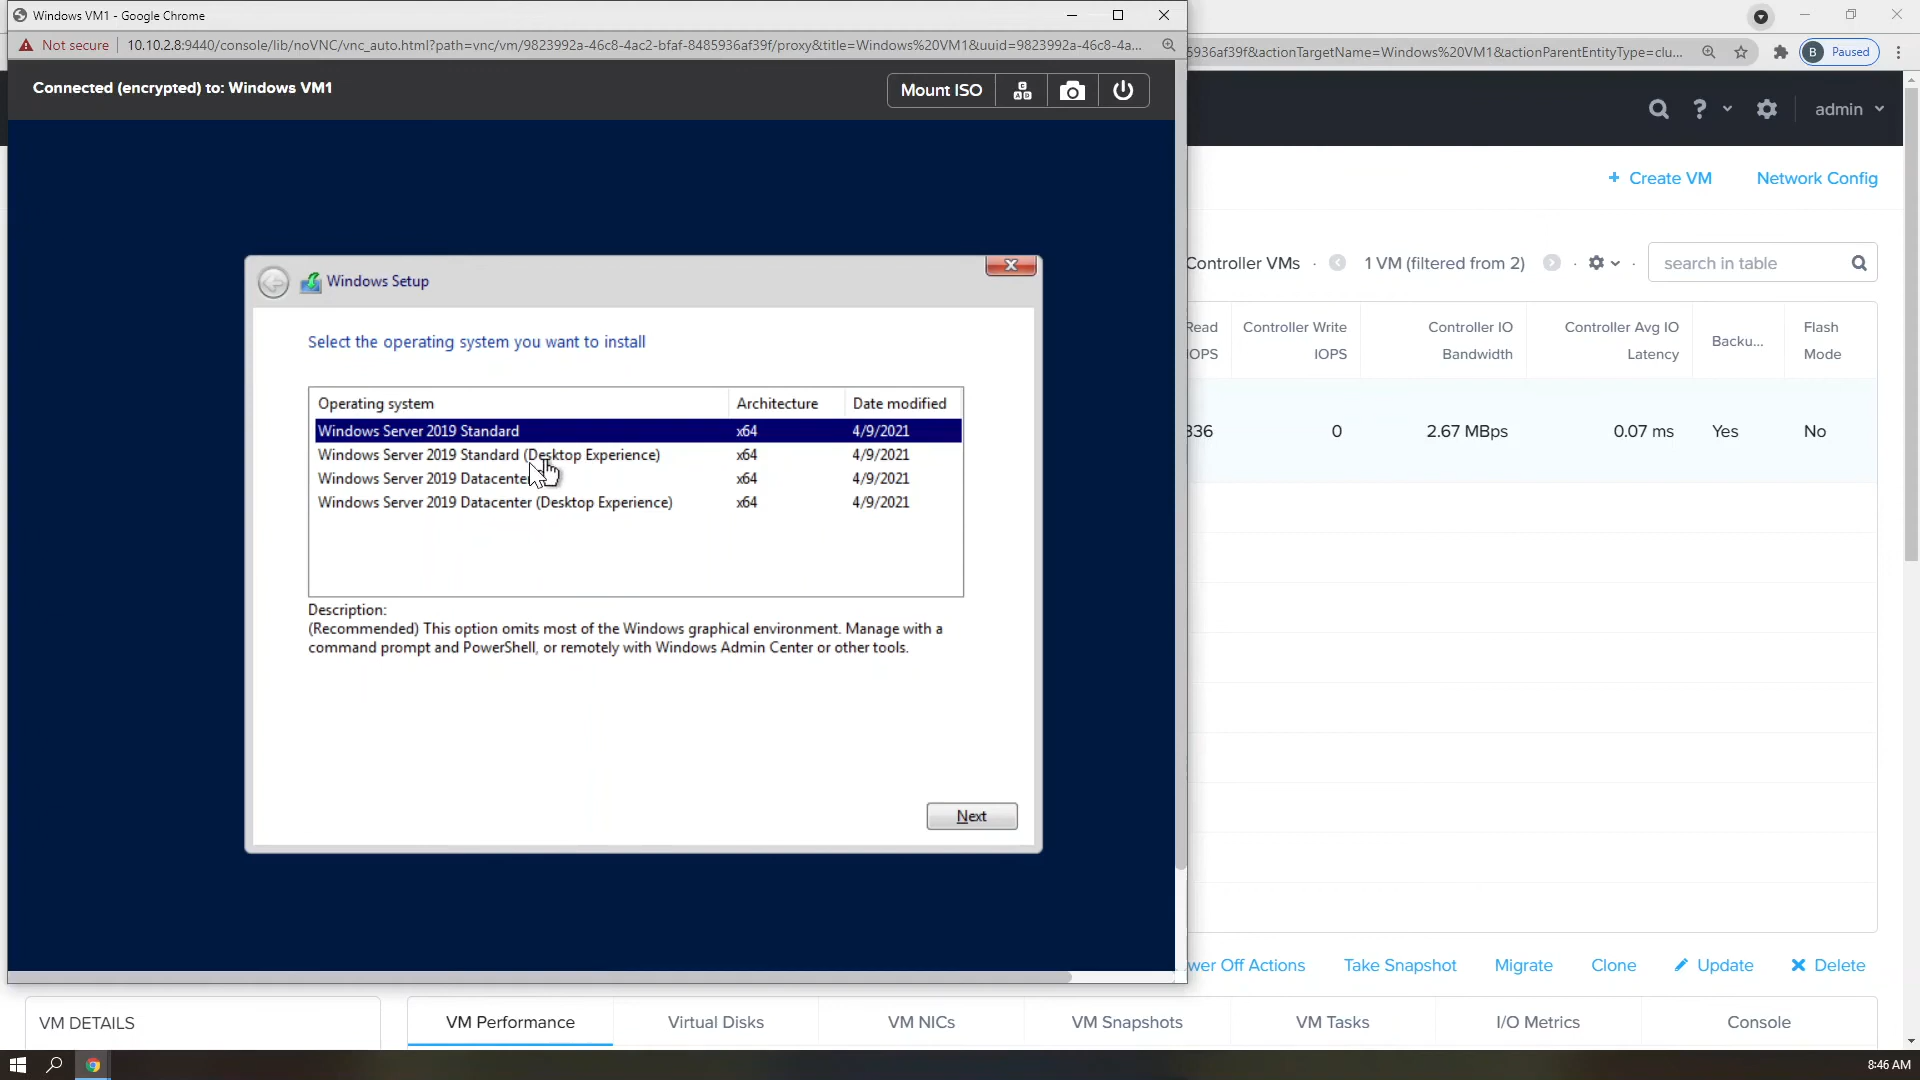 Windows VM1 - Google Chrome
Not secure
10.10.2.8:9440/console/lib/noVNC/vnc_auto.html?path=vnc/vm/9823992a-46c8-4ac2-bfaf-8485936af39f/proxy&title=Windows%20VM1&uuid=9823992a-46c8-4a...
5936af39f&actionTargetName=Windows%20VM1&actionParentEntityType=clu...
B Paused
Connected (encrypted) to: Windows VM1
Mount ISO
admin
+ Create VM
Network Config
Controller VMs
1 VM (filtered from 2)
search in table
Read IOPS
Controller Write IOPS
Controller IO Bandwidth
Controller Avg IO Latency
Backu...
Flash Mode
336
0
2.67 MBps
0.07 ms
Yes
No
Windows Setup
Select the operating system you want to install
Operating system Architecture Date modified
Windows Server 2019 Standard x64 4/9/2021
Windows Server 2019 Standard (Desktop Experience) x64 4/9/2021
Windows Server 2019 Datacenter x64 4/9/2021
Windows Server 2019 Datacenter (Desktop Experience) x64 4/9/2021
Description:
(Recommended) This option omits most of the Windows graphical environment. Manage with a
command prompt and PowerShell, or remotely with Windows Admin Center or other tools.
Next
wer Off Actions
Take Snapshot
Migrate
Clone
Update
Delete
VM DETAILS
VM Performance
Virtual Disks
VM NICs
VM Snapshots
VM Tasks
I/O Metrics
Console
8:46 AM